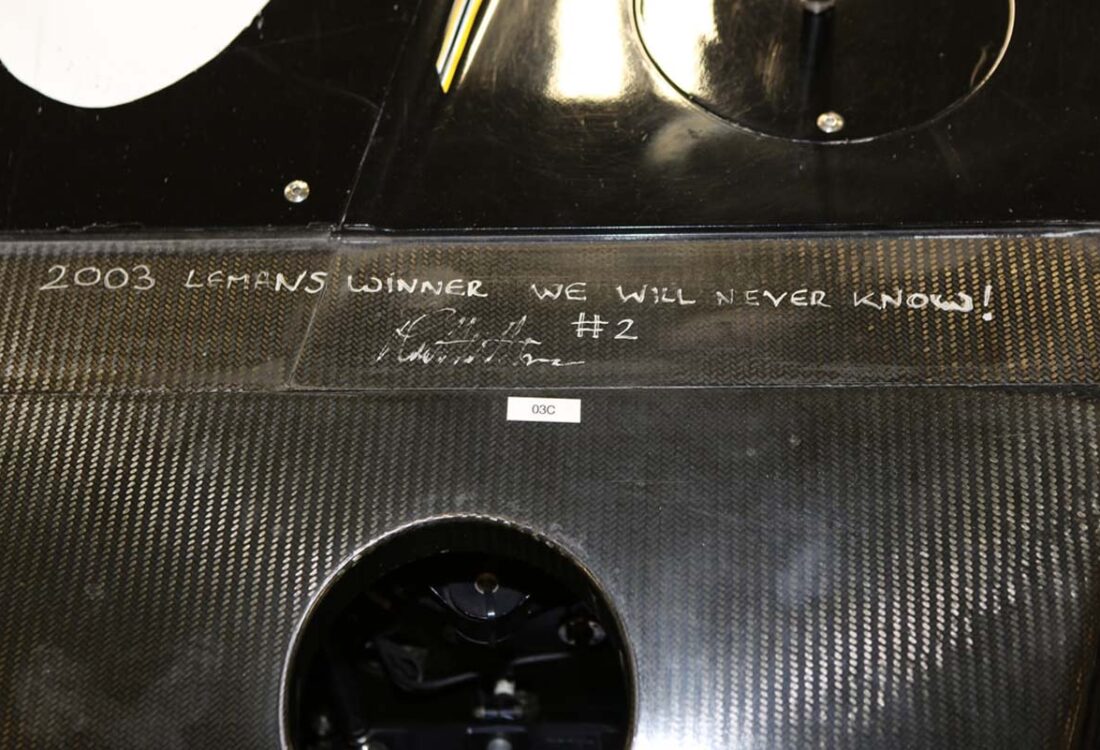 2003 LEMANS WINNER WE WILL NEVER KNOW!
#2
03C